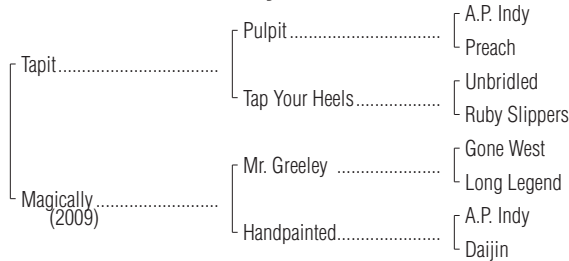 A.P. Indy
Pulpit
Preach
Tapit
Unbridled
Tap Your Heels
Ruby Slippers
Gone West
Mr. Greeley
Long Legend
Magically
(2009)
A.P. Indy
Handpainted
Daijin